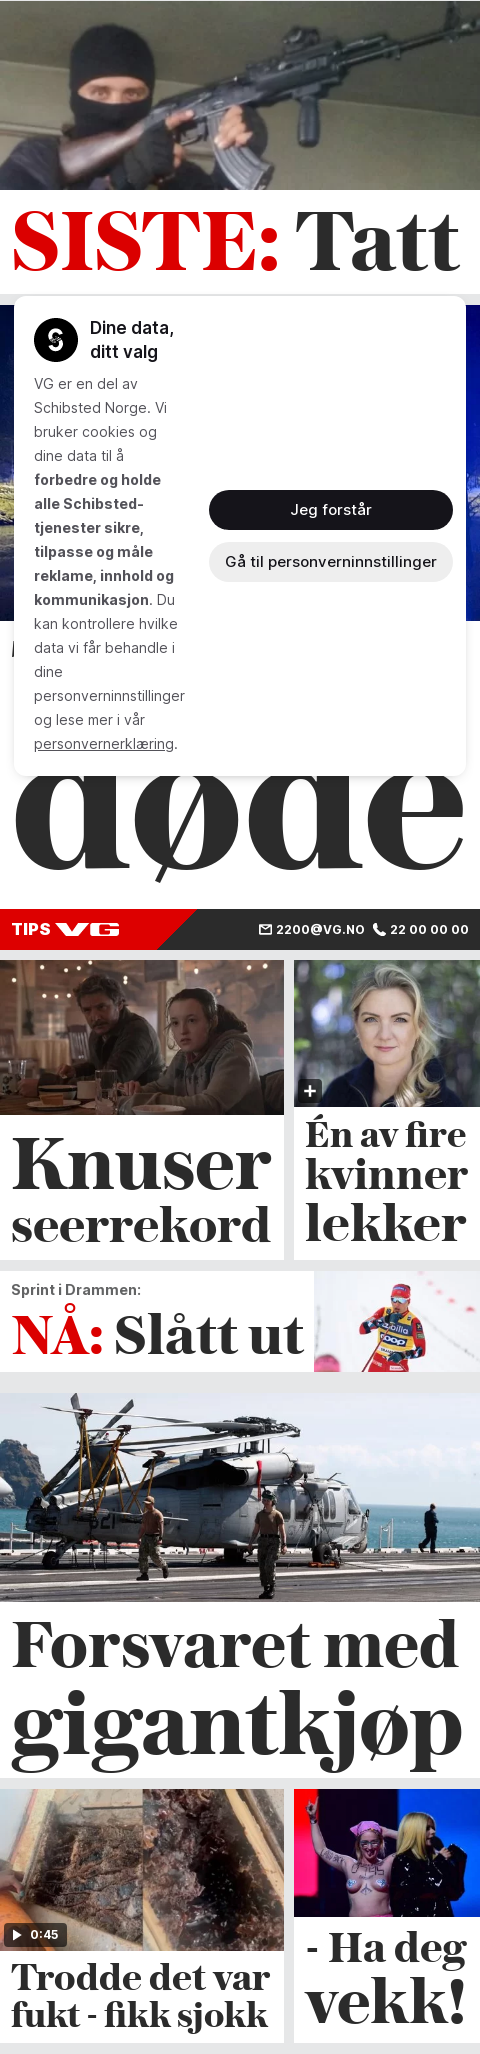 SISTE: Tatt
Dine data,
ditt valg
VG er en del av
Schibsted Norge. Vi
bruker cookies og
dine data til å
forbedre og holde
alle Schibsted-
tjenester sikre,
tilpasse og måle
reklame, innhold og
kommunikasjon. Du
kan kontrollere hvilke
data vi får behandle i
dine
personverninnstillinger
og lese mer i vår
personvernerklæring.
Jeg forstår
Gå til personverninnstillinger
døde
TIPS VG 2200@VG.NO 22 00 00 00
Knuser
seerrekord
Én av fire
kvinner
lekker
Sprint i Drammen:
NÅ: Slått ut
coop
Forsvaret med
gigantkjøp
0:45
Trodde det var
fukt - fikk sjokk
- Ha deg
vekk!